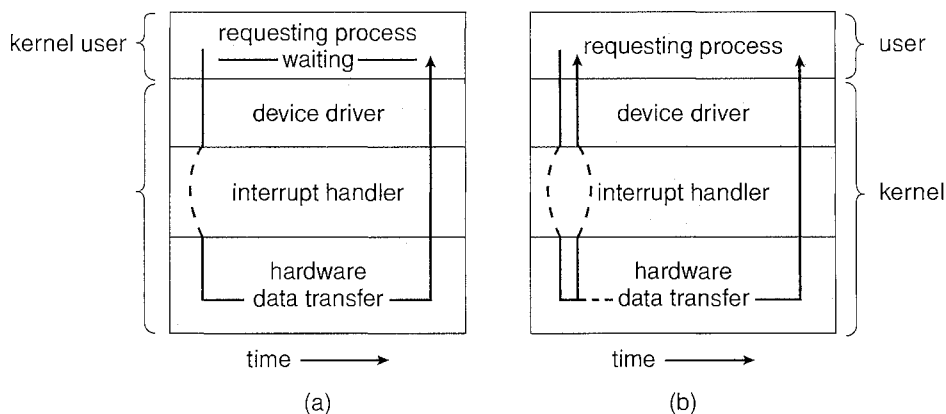 kernel user
requesting process
waiting
device driver
interrupt handler
hardware
data transfer
time
(a)
requesting process
device driver
interrupt handler
hardware
data transfer
user
kernel
time
(b)